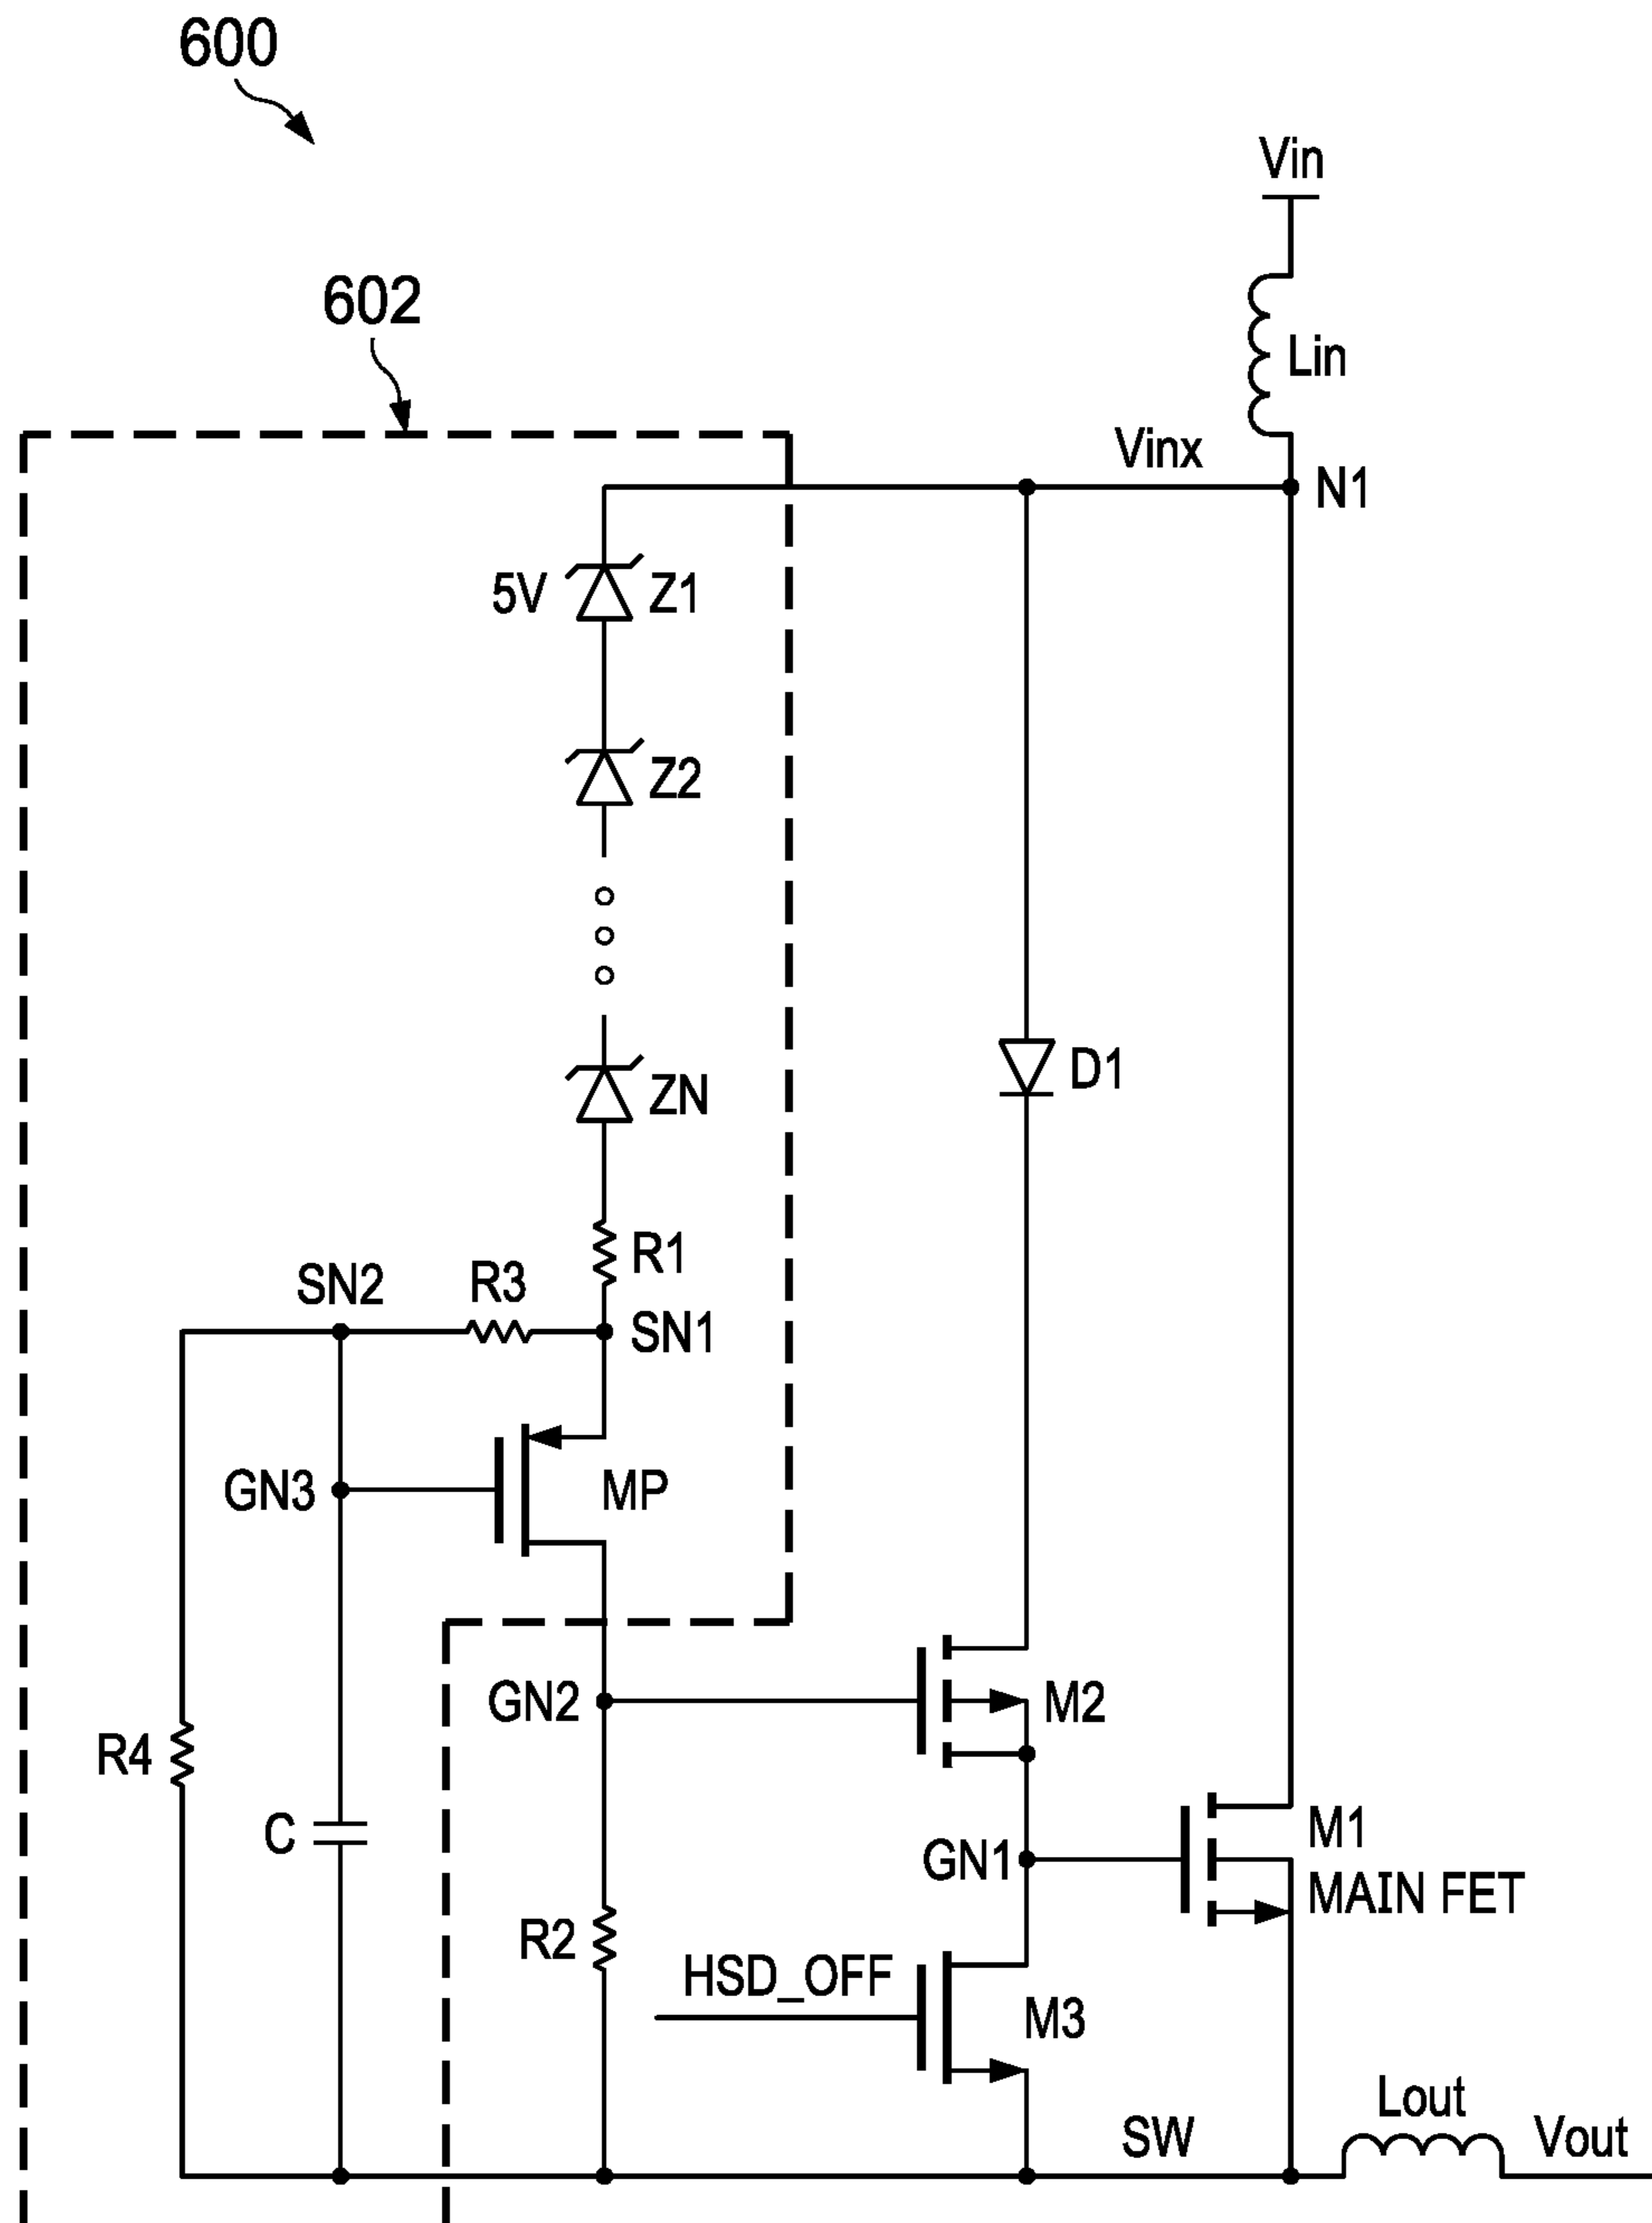 600
Vin
602
Lin
Vinx
N1
5V
Z1
Z2
D1
ZN
R1
SN2
R3
SN1
GN3
MP
GN2
M2
R4
C
M1
MAIN FET
GN1
R2
HSD_OFF
M3
Lout
SW
Vout